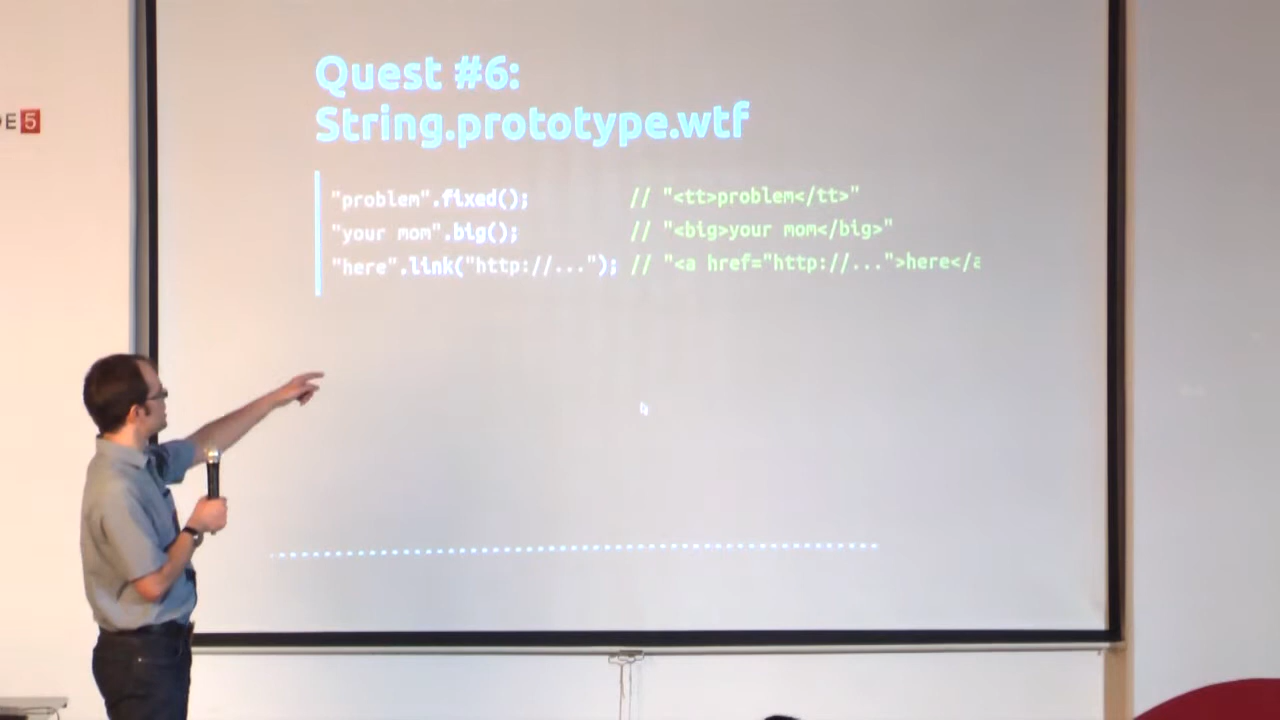 E5
Quest #6:
String.prototype.wtf
"problem".fixed(); // "<tt>problem</tt>"
"your mom".big(); // "<big>your mom</big>"
"here".link("http://..."); // "<a href="http://...">here</a